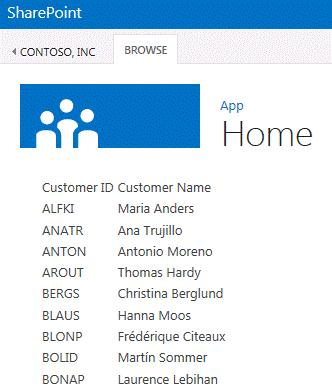 SharePoint
CONTOSO, INC BROWSE
App
Home
Customer ID Customer Name
ALFKI Maria Anders
ANATR Ana Trujillo
ANTON Antonio Moreno
AROUT Thomas Hardy
BERGS Christina Berglund
BLAUS Hanna Moos
BLONP Frédérique Citeaux
BOLID Martín Sommer
BONAP Laurence Lebihan